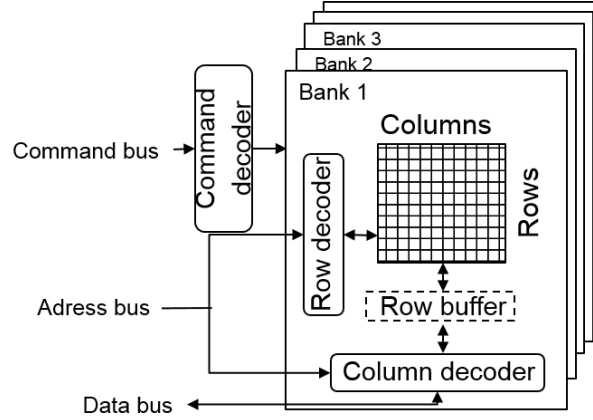 Bank 3
Bank 2
Bank 1
Command decoder
Columns
Command bus
Rows
Row decoder
Adress bus
Row buffer
Column decoder
Data bus